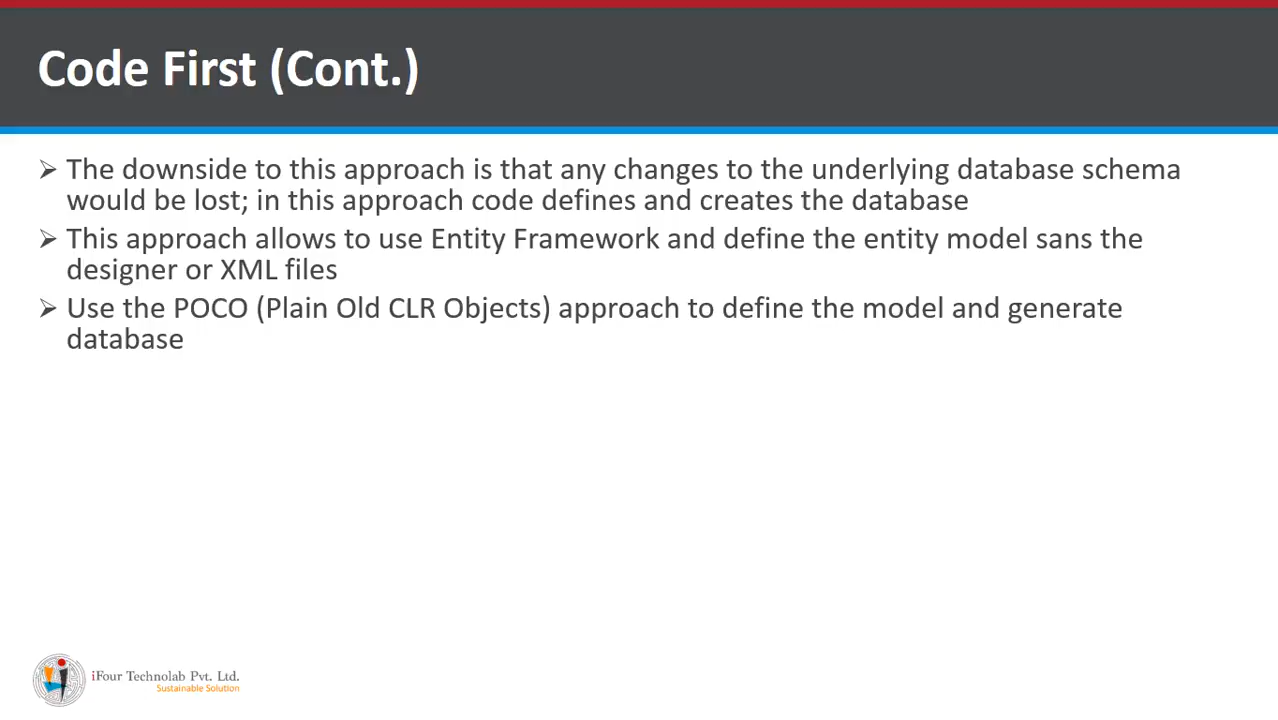 Code First (Cont.)
The downside to this approach is that any changes to the underlying database schema
would be lost; in this approach code defines and creates the database
This approach allows to use Entity Framework and define the entity model sans the
designer or XML files
Use the POCO (Plain Old CLR Objects) approach to define the model and generate
database
iFour Technolab Pvt. Ltd.
Sustainable Solution